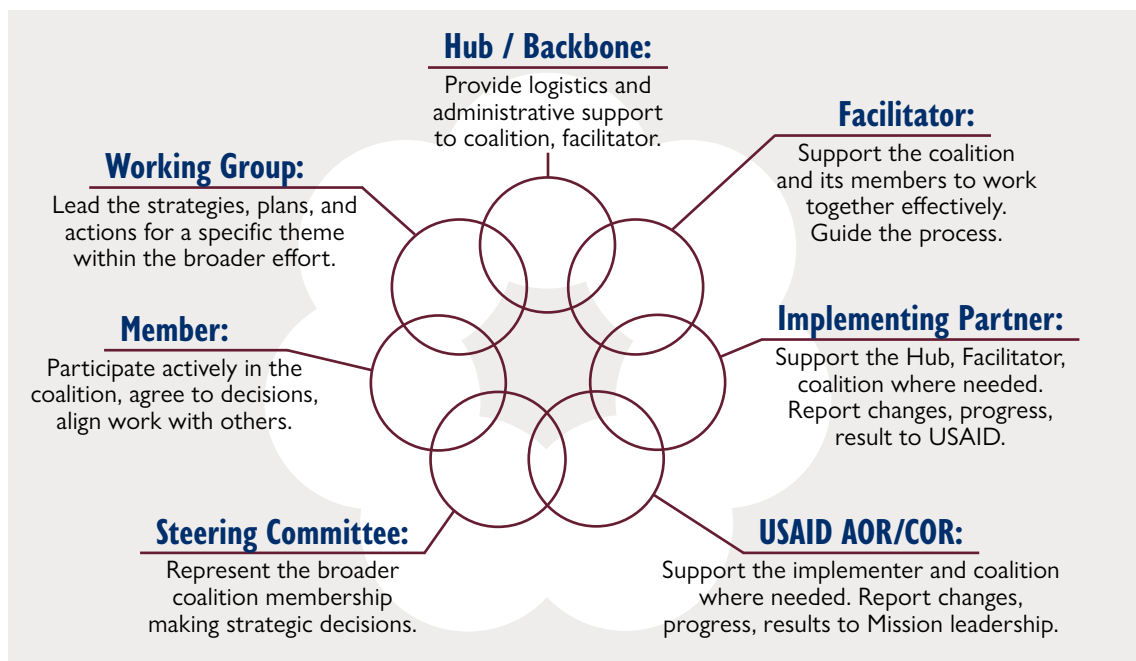 Hub / Backbone:
Provide logistics and
administrative support
to coalition, facilitator.
Facilitator:
Support the coalition
and its members to work
together effectively.
Guide the process.
Working Group:
Lead the strategies, plans, and
actions for a specific theme
within the broader effort.
Implementing Partner:
Support the Hub, Facilitator,
coalition where needed.
Report changes, progress,
result to USAID.
Member:
Participate actively in the
coalition, agree to decisions,
align work with others.
Steering Committee:
Represent the broader
coalition membership
making strategic decisions.
USAID AOR/COR:
Support the implementer and coalition
where needed. Report changes,
progress, results to Mission leadership.